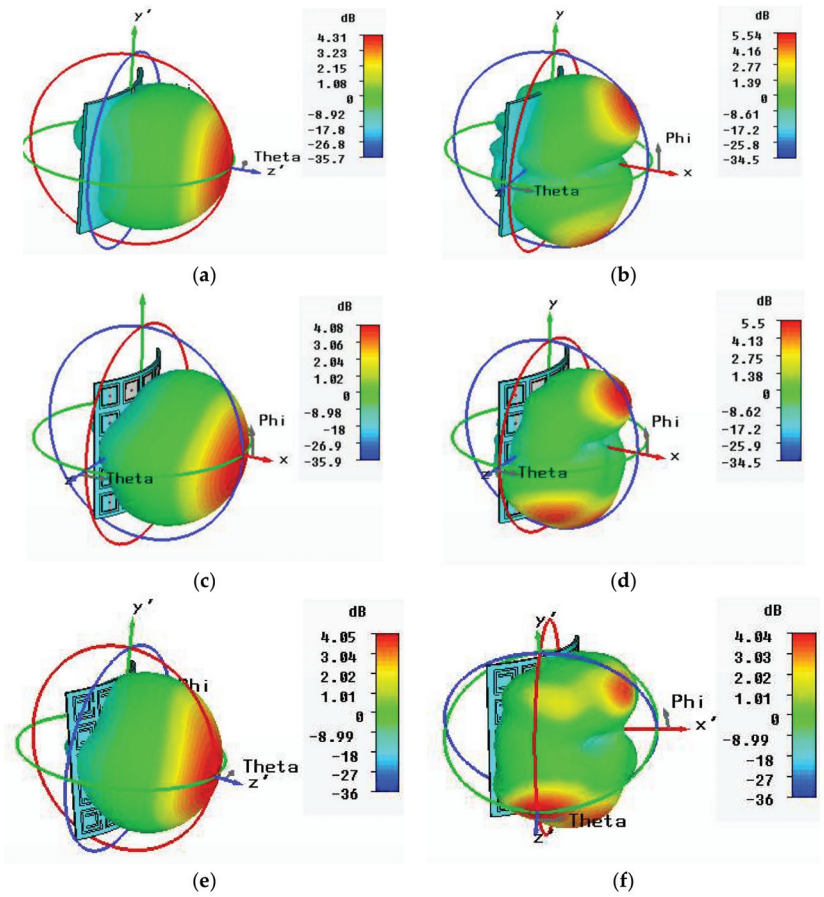 y'
dB
4.31
3.23
2.15
1.08
0
-8.92
-17.8
-26.8
-35.7
Theta
z'
(a)
y
dB
5.54
4.16
2.77
1.39
0
-8.61
-17.2
-25.8
-34.5
Phi
x
z
Theta
(b)
dB
4.08
3.06
2.04
1.02
0
-8.98
-18
-26.9
-35.9
Phi
x
z
Theta
(c)
y
dB
5.5
4.13
2.75
1.38
0
-8.62
-17.2
-25.9
-34.5
Phi
x
z
Theta
(d)
y'
dB
4.05
3.04
2.02
1.01
0
-8.99
-18
-27
-36
Phi
Theta
z'
(e)
y'
dB
4.04
3.03
2.02
1.01
0
-8.99
-18
-27
-36
Phi
x'
z
Theta
(f)